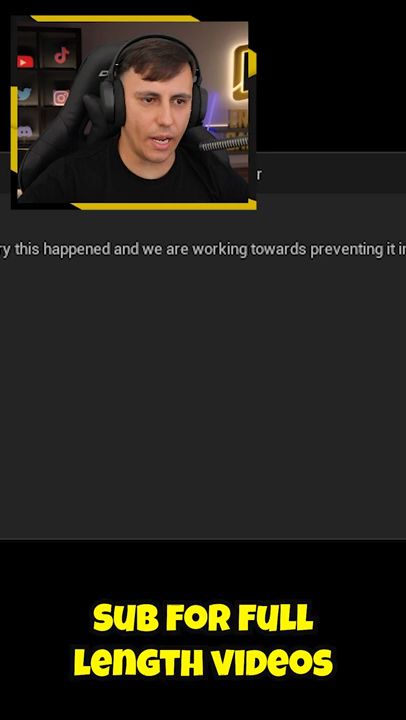 r
ry this happened and we are working towards preventing it in
SUB FOR FULL
LENGTH VIDEOS